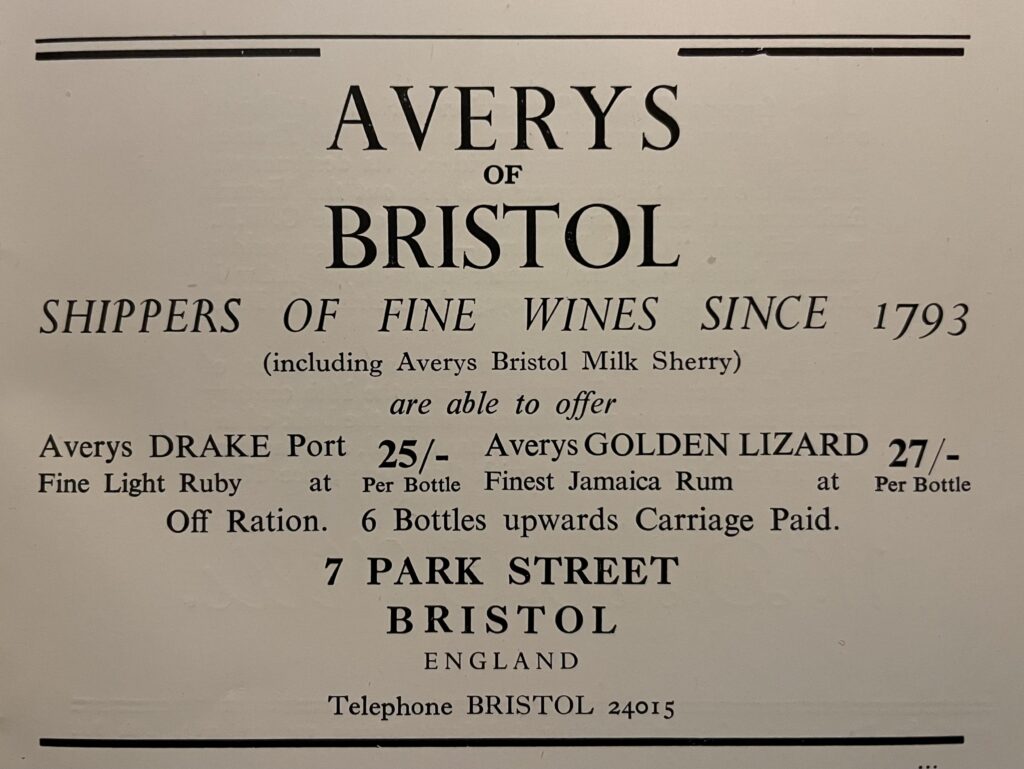 AVERYS
OF
BRISTOL
SHIPPERS OF FINE WINES SINCE 1793
(including Averys Bristol Milk Sherry)
are able to offer
Averys DRAKE Port 25/- Averys GOLDEN LIZARD 27/-
Fine Light Ruby at Per Bottle Finest Jamaica Rum at Per Bottle
Off Ration. 6 Bottles upwards Carriage Paid.
7 PARK STREET
BRISTOL
ENGLAND
Telephone BRISTOL 24015